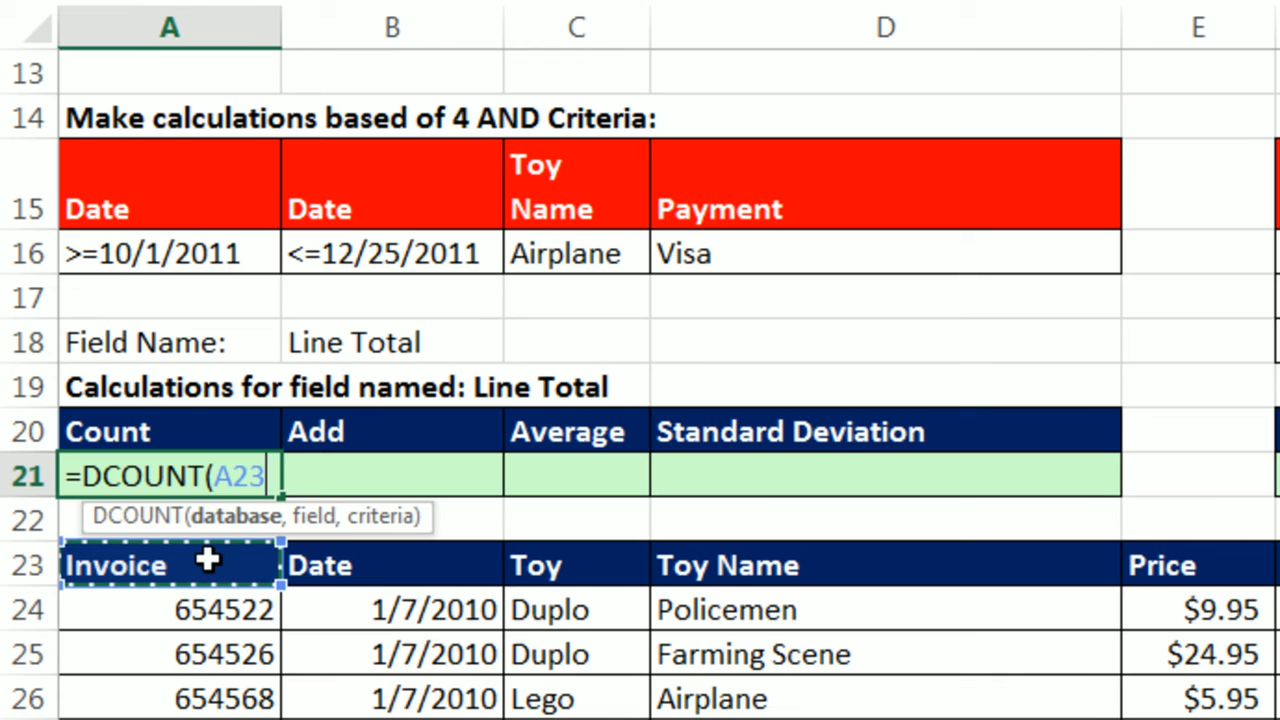 A B C D E
13
14 Make calculations based of 4 AND Criteria:
Toy
15 Date Date Name Payment
16 >=10/1/2011 <=12/25/2011 Airplane Visa
17
18 Field Name: Line Total
19 Calculations for field named: Line Total
20 Count Add Average Standard Deviation
21 =DCOUNT(A23
22 DCOUNT(database, field, criteria)
23 Invoice Date Toy Toy Name Price
24 654522 1/7/2010 Duplo Policemen $9.95
25 654526 1/7/2010 Duplo Farming Scene $24.95
26 654568 1/7/2010 Lego Airplane $5.95